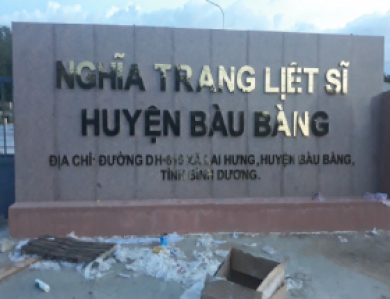 NGHĨA TRANG LIỆT SĨ
HUYỆN BÀU BÀNG
ĐỊA CHỈ: ĐƯỜNG DH-618 XÃ LAI HƯNG, HUYỆN BÀU BÀNG,
TỈNH BÌNH DƯƠNG.